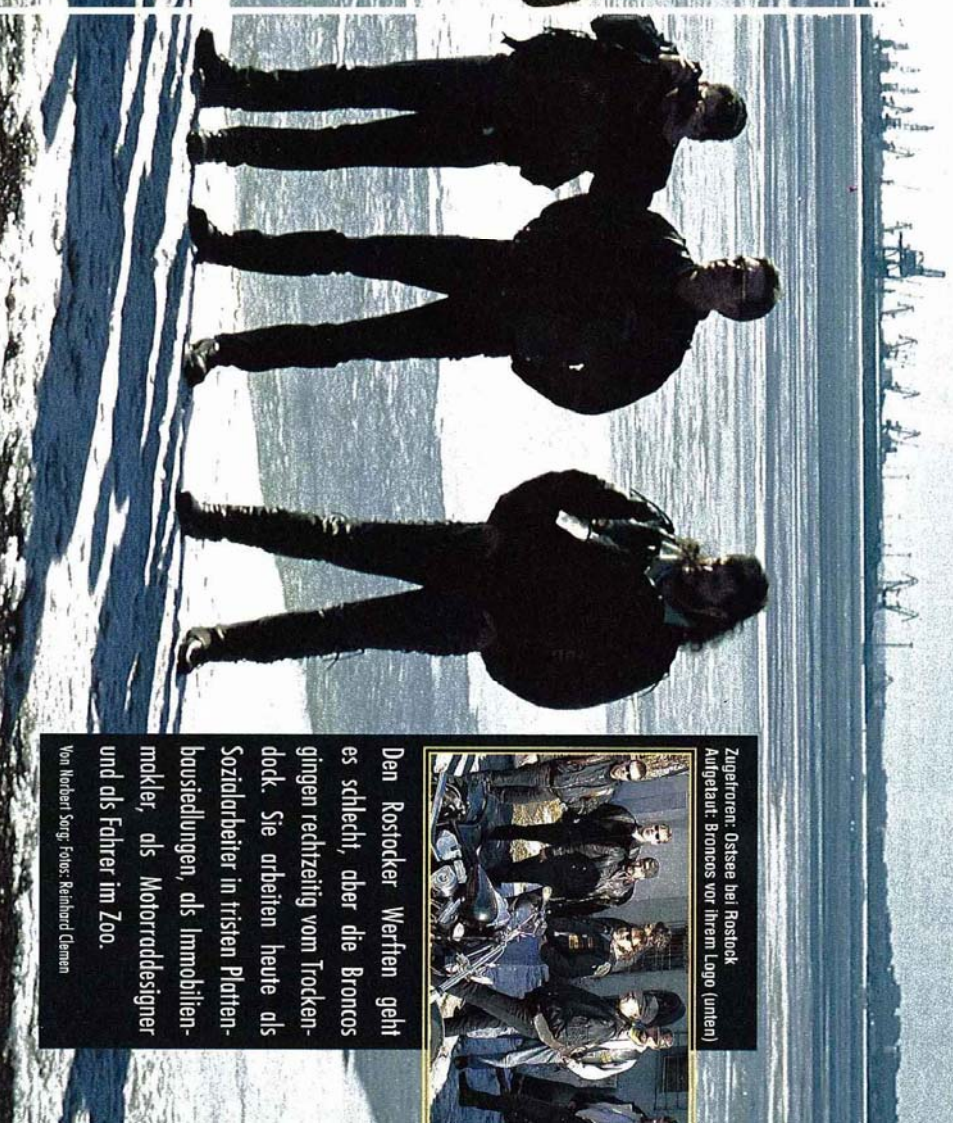 Zugefroren: Ostsee bei Rostock
Aufgetaut: Broncos vor ihrem Logo (unten)
Den Rostocker Werften geht
es schlecht, aber die Broncos
gingen rechtzeitig vom Trocken-
dock. Sie arbeiten heute als
Sozialarbeiter in tristen Platten-
bausiedlungen, als Immobilien-
makler, als Motorraddesigner
und als Fahrer im Zoo.
Von Norbert Sorg; Fotos: Reinhard Clemen